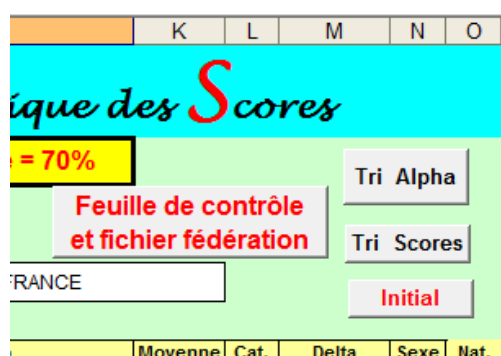 K L M N O
ique des Scores
= 70%
Tri Alpha
Feuille de contrôle
et fichier fédération
Tri Scores
FRANCE
Initial
Moyenne Cat. Delta Sexe Nat.